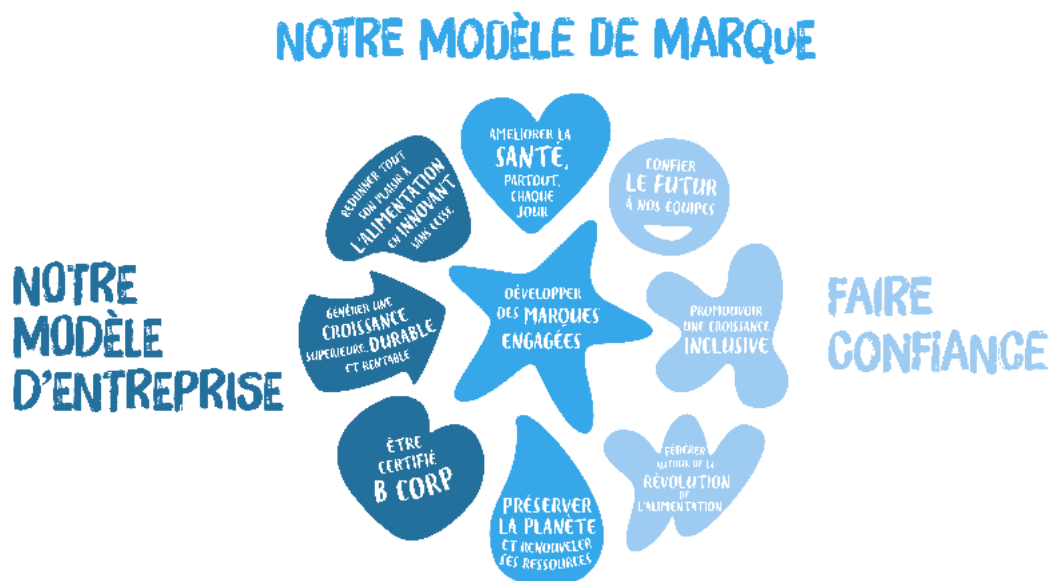 NOTRE MODÈLE DE MARQUE
AMÉLIORER LA
SANTÉ,
PARTOUT,
CHAQUE
JOUR
REDONNER TOUT
SON PLAISIR À
L'ALIMENTATION
EN INNOVANT
SANS CESSE
CONFIER
LE FUTUR
À NOS ÉQUIPES
NOTRE
MODÈLE
D'ENTREPRISE
GÉNÉRER UNE
CROISSANCE
SUPÉRIEURE, DURABLE
ET RENTABLE
DÉVELOPPER
DES MARQUES
ENGAGÉES
PROMOUVOIR
UNE CROISSANCE
INCLUSIVE
FAIRE
CONFIANCE
ÊTRE
CERTIFIÉ
B CORP
PRÉSERVER
LA PLANÈTE
ET RENOUVELER
SES RESSOURCES
FÉDÉRER
AUTOUR DE LA
RÉVOLUTION
DE
L'ALIMENTATION